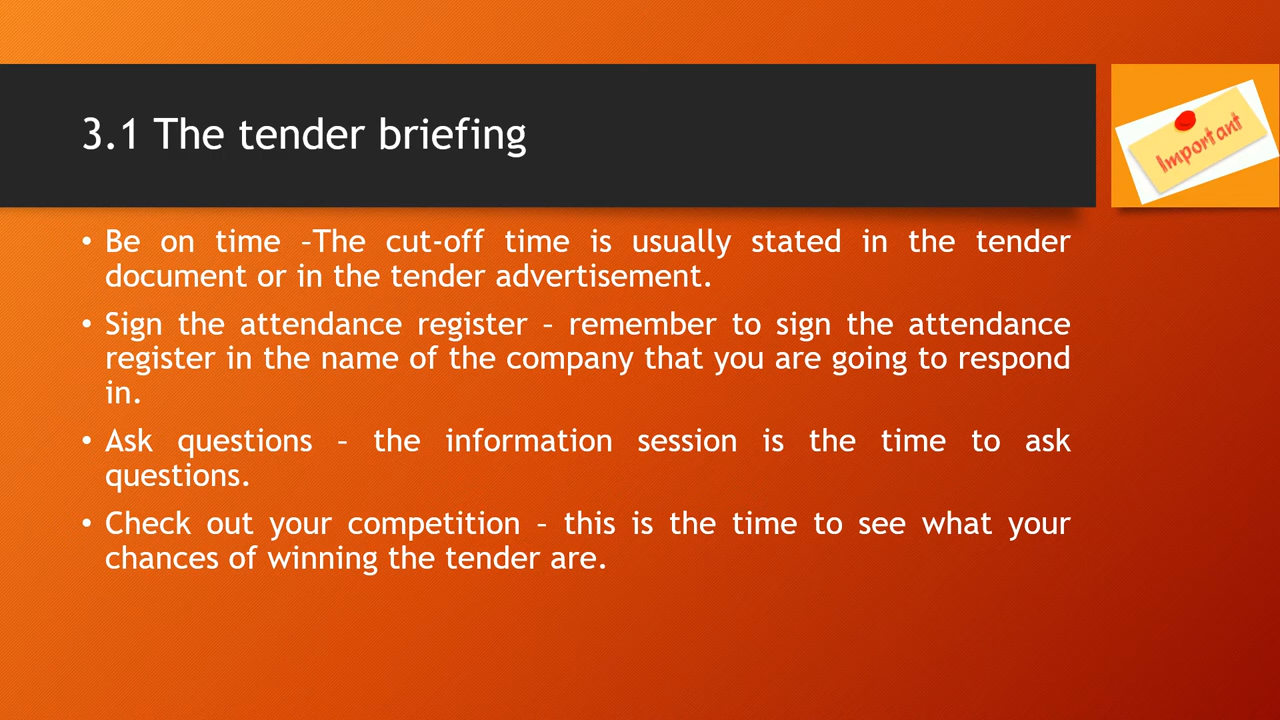 3.1 The tender briefing
Important
• Be on time –The cut-off time is usually stated in the tender
document or in the tender advertisement.
• Sign the attendance register – remember to sign the attendance
register in the name of the company that you are going to respond
in.
• Ask questions – the information session is the time to ask
questions.
• Check out your competition – this is the time to see what your
chances of winning the tender are.